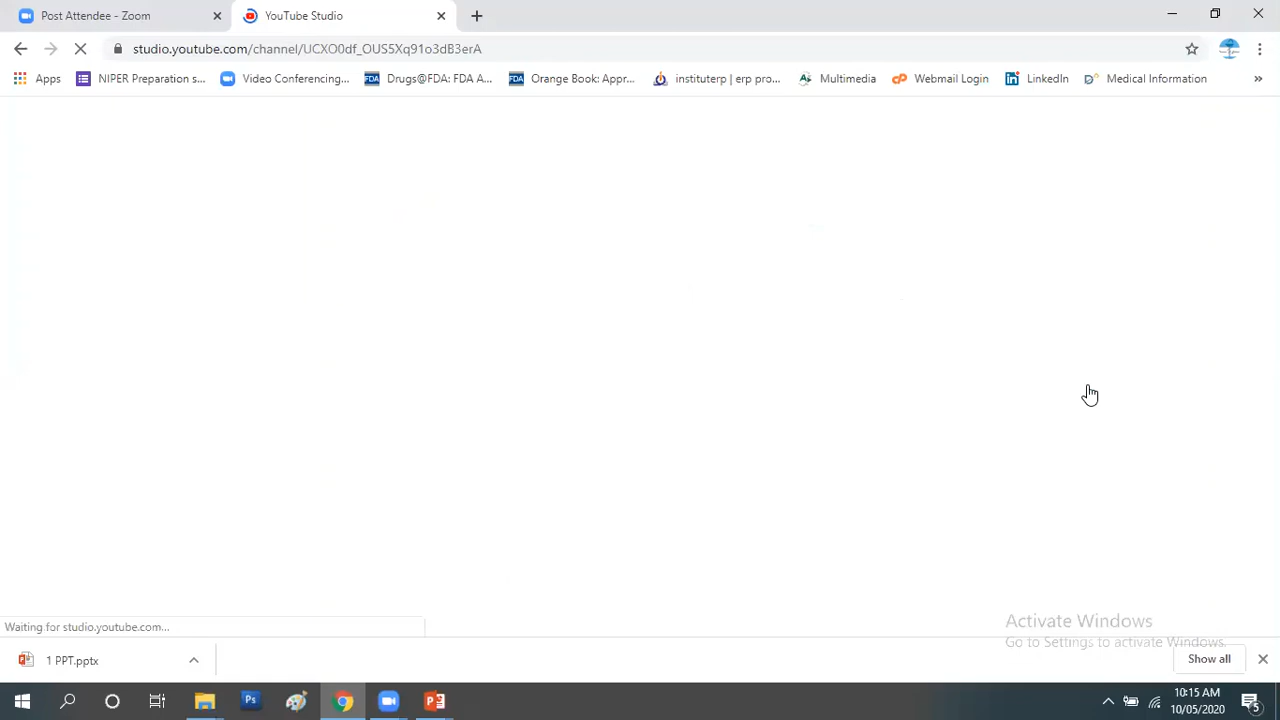 Post Attendee - Zoom
YouTube Studio
studio.youtube.com/channel/UCXO0df_OUS5Xq91o3dB3erA
Apps
NIPER Preparation s...
Video Conferencing...
Drugs@FDA: FDA A...
Orange Book: Appr...
instituterp | erp pro...
Multimedia
Webmail Login
LinkedIn
Medical Information
»
Waiting for studio.youtube.com...
Activate Windows
Go to Settings to activate Windows.
1 PPT.pptx
Show all
10:15 AM
10/05/2020
5